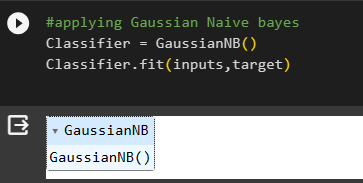 #applying Gaussian Naive bayes
Classifier = GaussianNB()
Classifier.fit(inputs,target)
GaussianNB
GaussianNB()